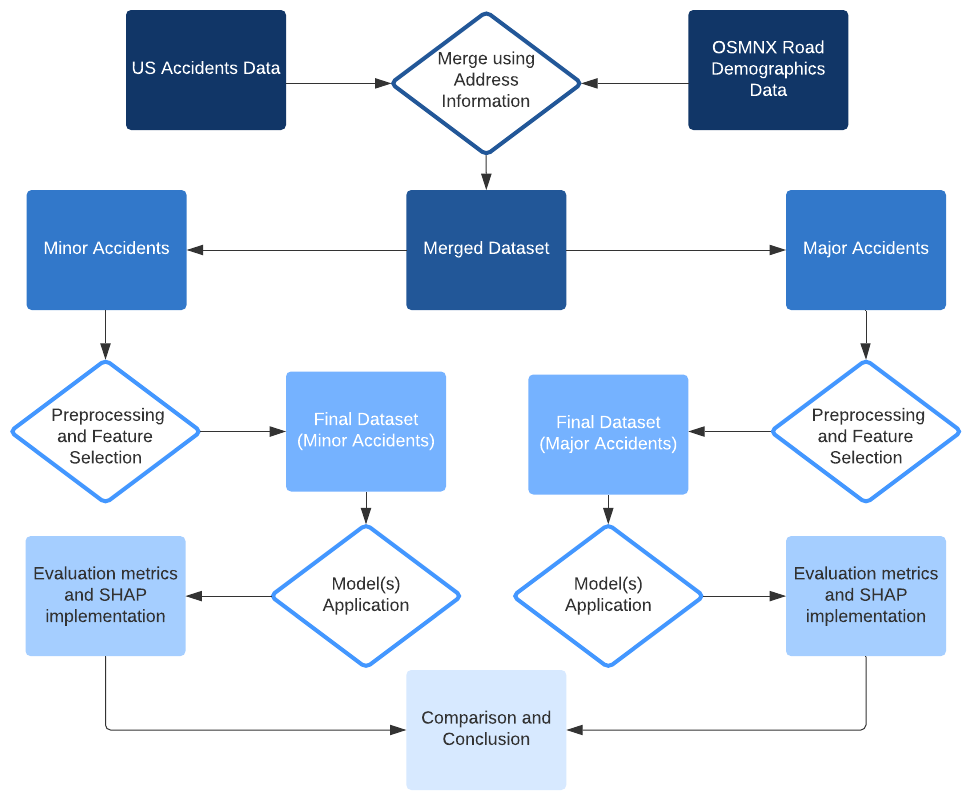 US Accidents Data
Merge using
Address
Information
OSMNX Road
Demographics
Data
Minor Accidents
Merged Dataset
Major Accidents
Preprocessing
and Feature
Selection
Final Dataset
(Minor Accidents)
Final Dataset
(Major Accidents)
Preprocessing
and Feature
Selection
Evaluation metrics
and SHAP
implementation
Model(s)
Application
Model(s)
Application
Evaluation metrics
and SHAP
implementation
Comparison and
Conclusion